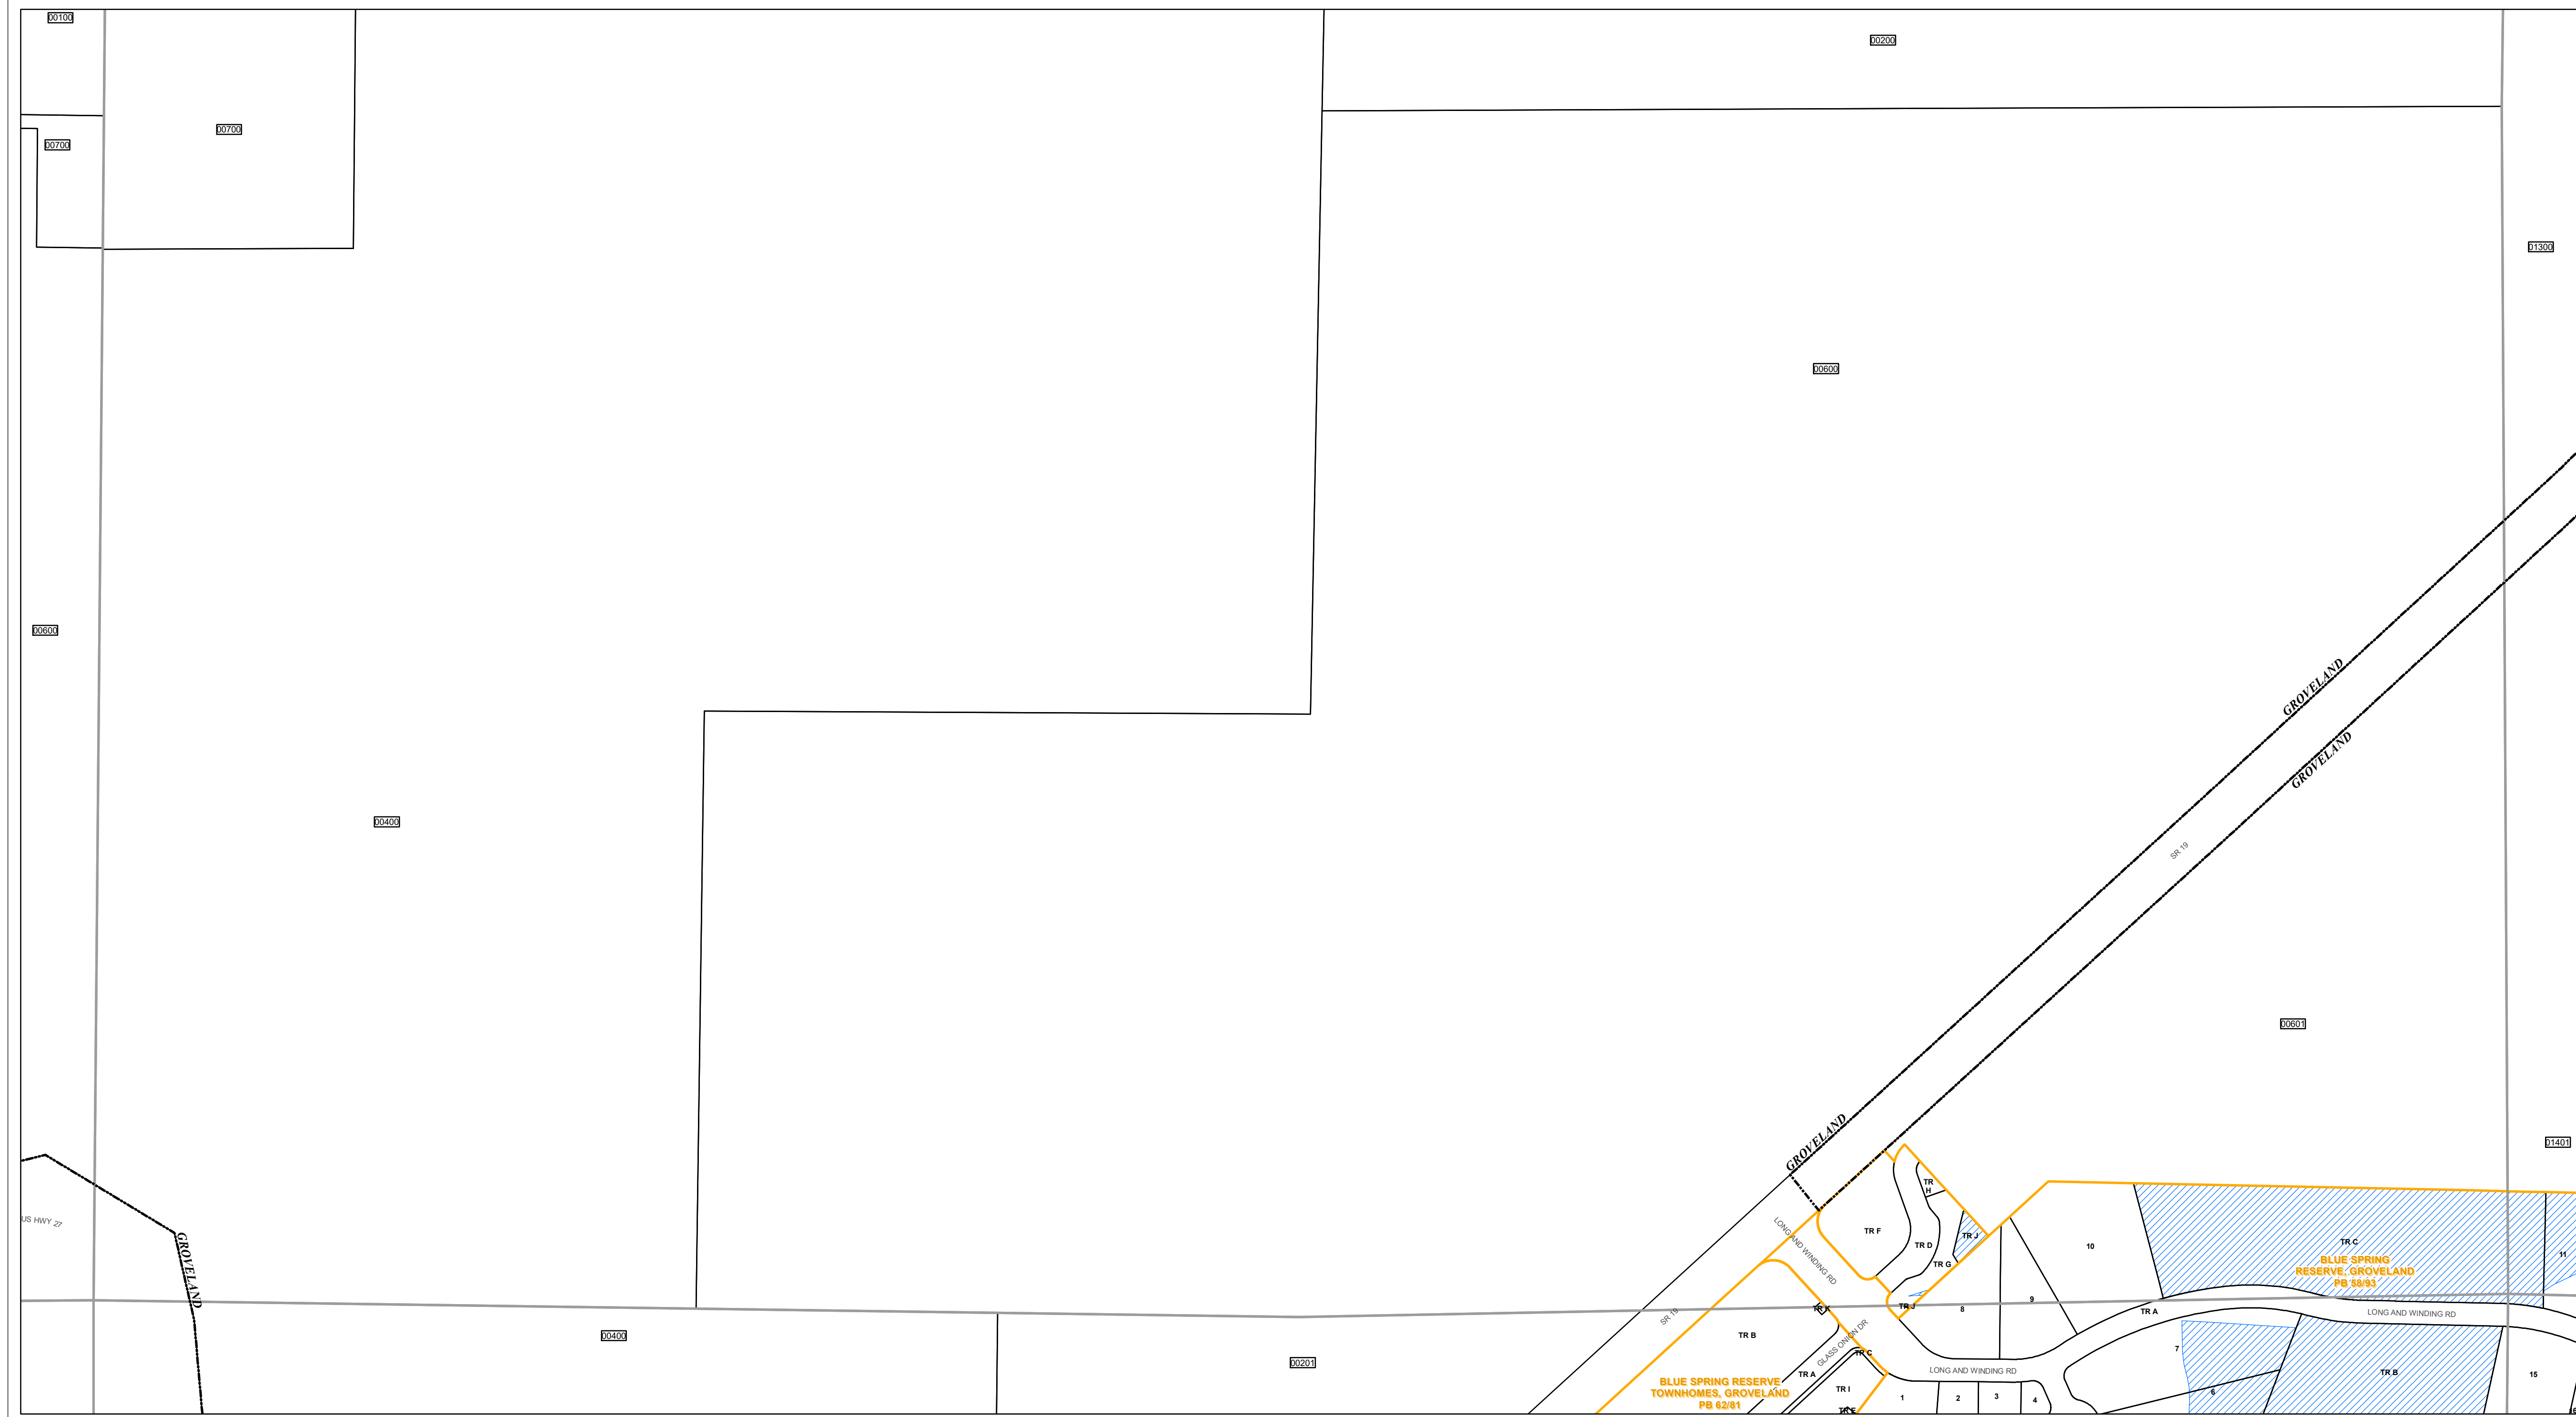 00100
00200
00700
00700
01300
00600
00600
GROVELAND
GROVELAND
00400
SR 19
00601
GROVELAND
01401
TR
H
US HWY 27
GROVELAND
LONG AND WINDING RD
TR F
TR D
TR J
TR G
10
TR C
11
BLUE SPRING
RESERVE, GROVELAND
PB 58/93
9
TR K
TR J
8
TR A
LONG AND WINDING RD
SR 19
00400
TR B
GLASS ONION DR
7
00201
TR C
LONG AND WINDING RD
TR A
TR B
15
BLUE SPRING RESERVE
TOWNHOMES, GROVELAND
PB 62/81
TR I
1
2
3
4
6
TR E